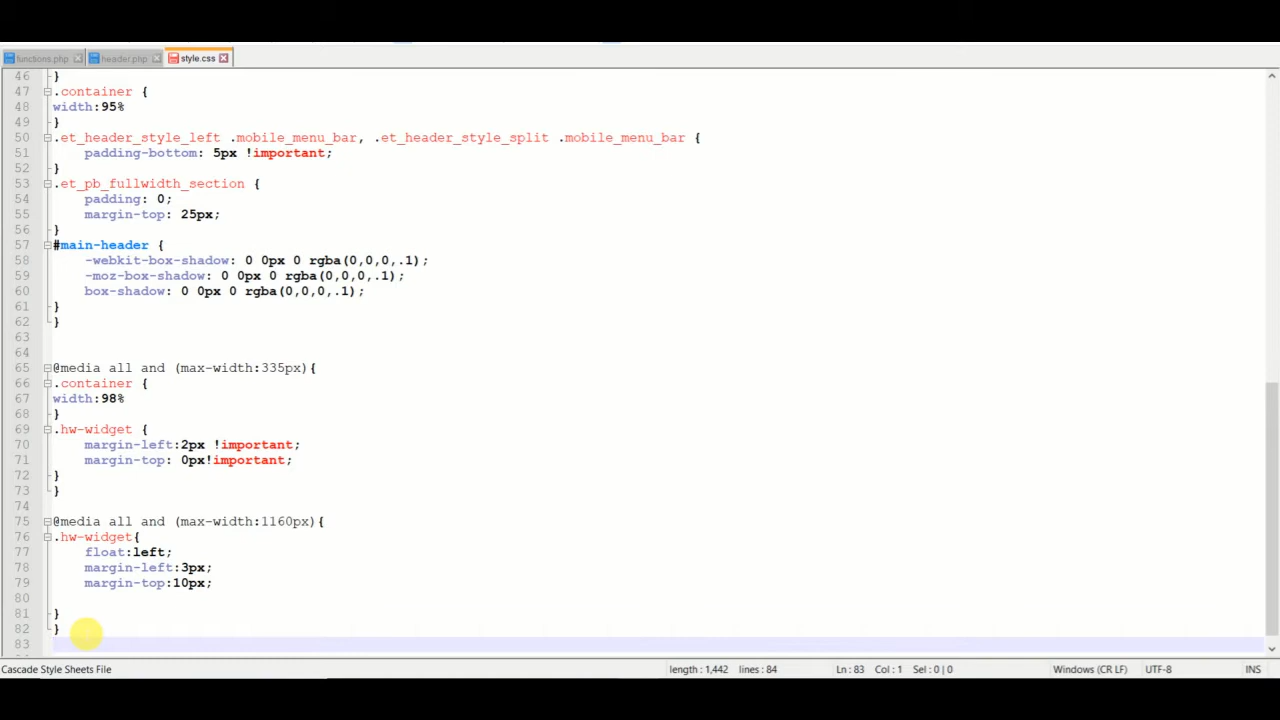 functions.php header.php style.css
46 }
47 .container {
48 width:95%
49 }
50 .et_header_style_left .mobile_menu_bar, .et_header_style_split .mobile_menu_bar {
51 padding-bottom: 5px !important;
52 }
53 .et_pb_fullwidth_section {
54 padding: 0;
55 margin-top: 25px;
56 }
57 #main-header {
58 -webkit-box-shadow: 0 0px 0 rgba(0,0,0,.1);
59 -moz-box-shadow: 0 0px 0 rgba(0,0,0,.1);
60 box-shadow: 0 0px 0 rgba(0,0,0,.1);
61 }
62 }
63
64
65 @media all and (max-width:335px){
66 .container {
67 width:98%
68 }
69 .hw-widget {
70 margin-left:2px !important;
71 margin-top: 0px!important;
72 }
73 }
74
75 @media all and (max-width:1160px){
76 .hw-widget{
77 float:left;
78 margin-left:3px;
79 margin-top:10px;
80
81 }
82 }
83
Cascade Style Sheets File length : 1,442 lines : 84 Ln : 83 Col : 1 Sel : 0 | 0 Windows (CR LF) UTF-8 INS